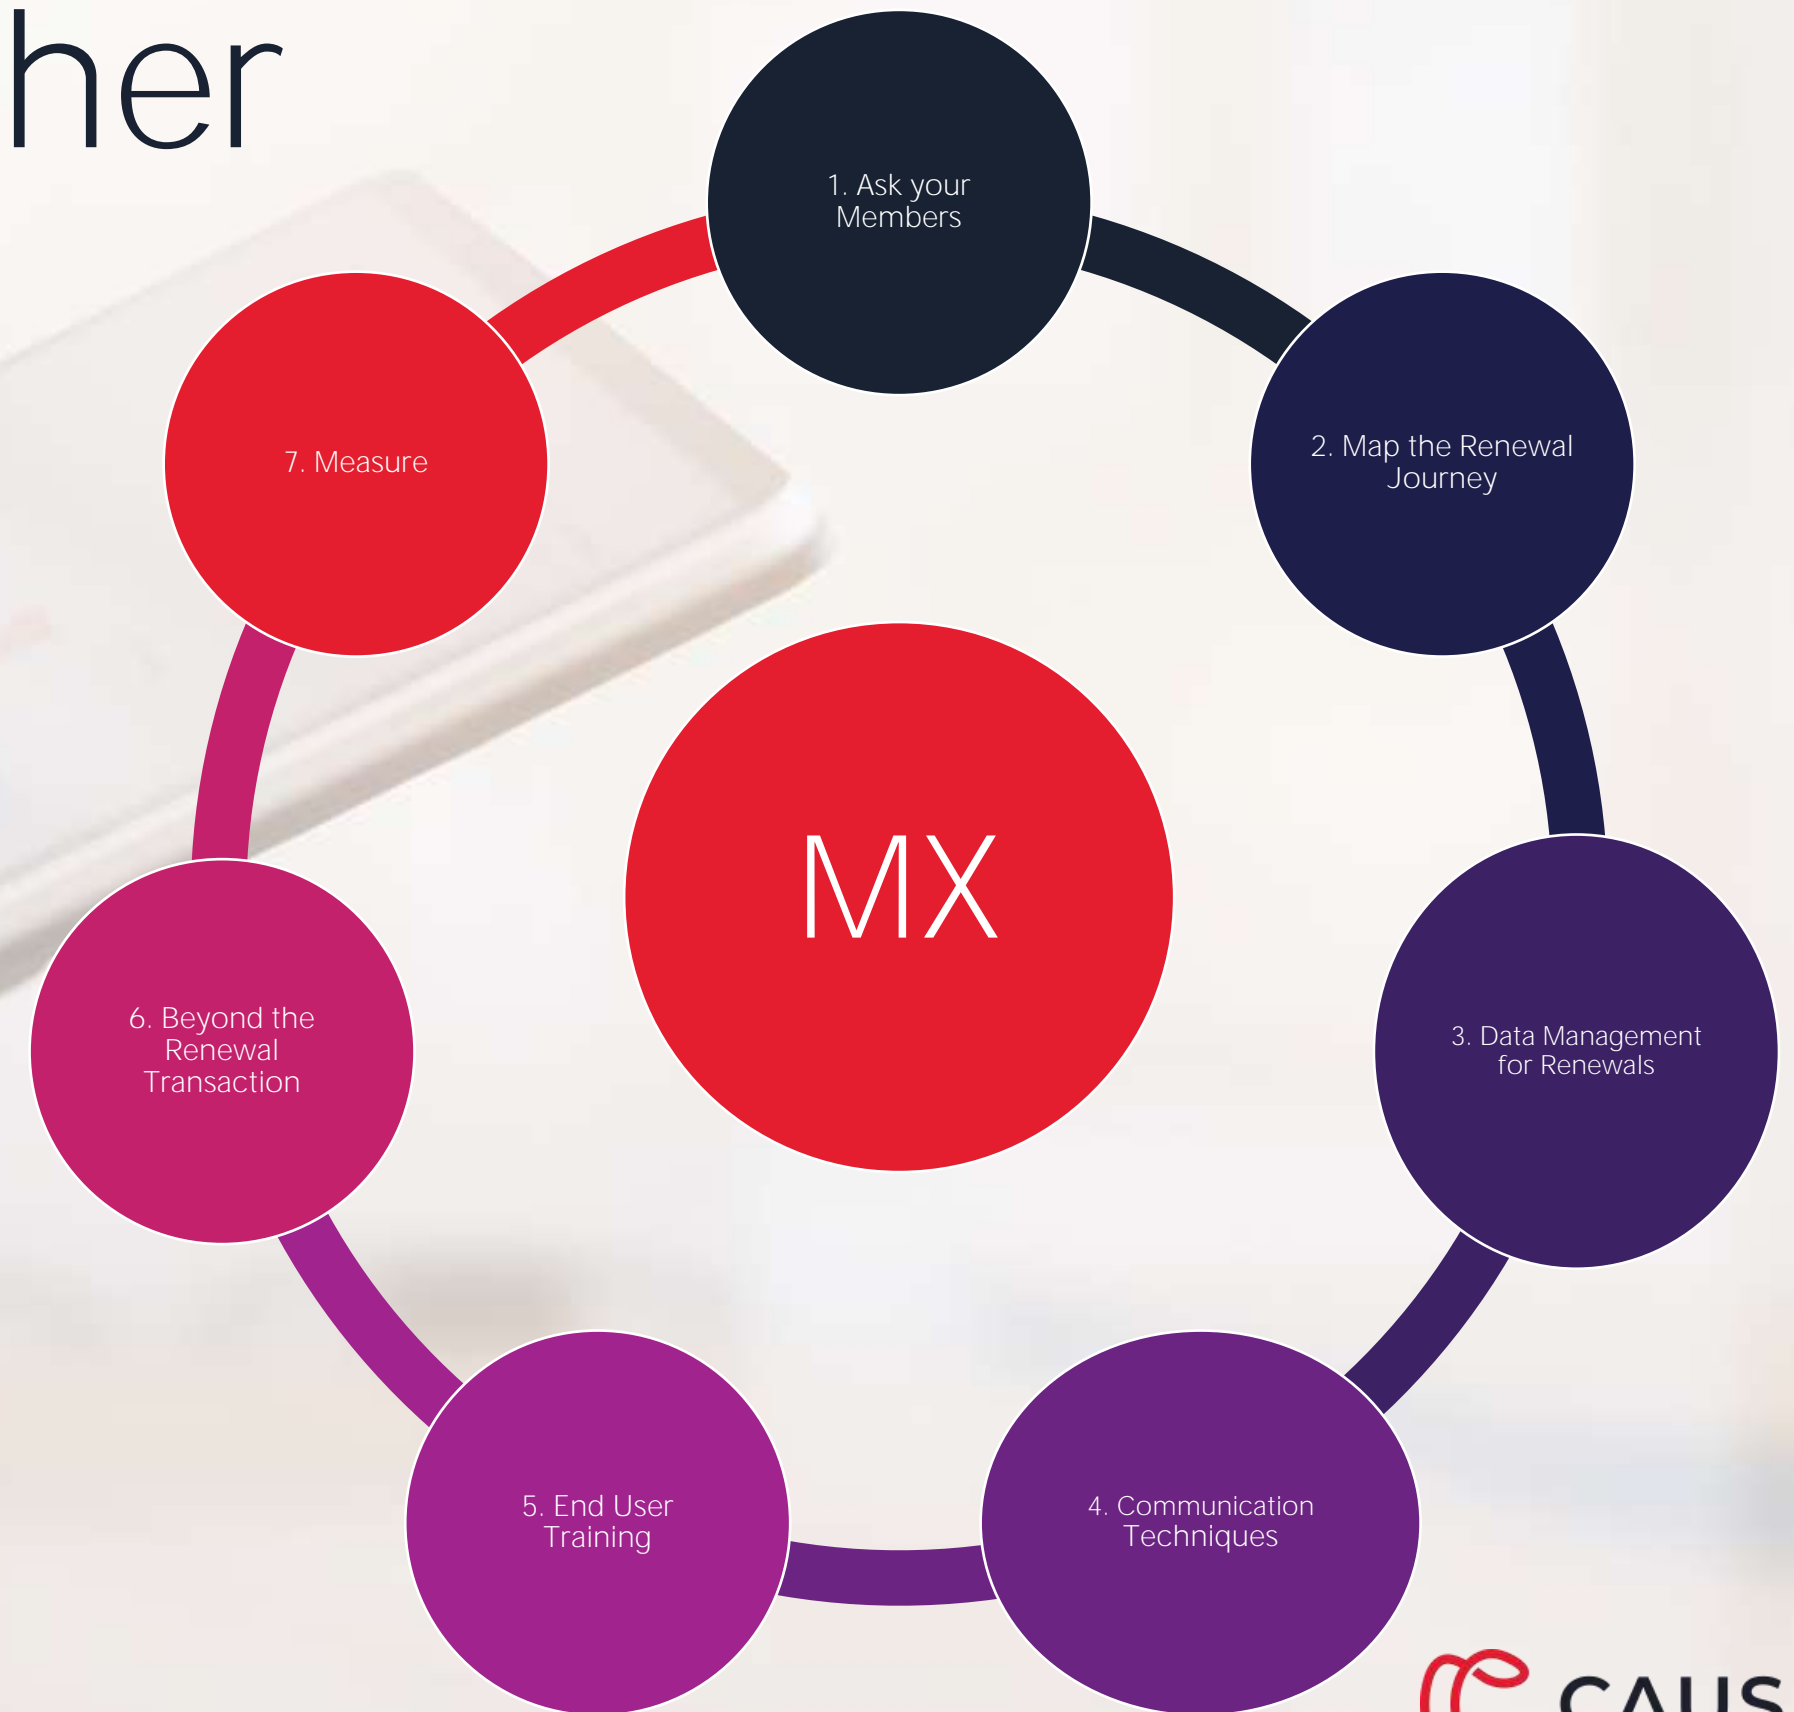 her
1. Ask your
Members
2. Map the Renewal
Journey
3. Data Management
for Renewals
4. Communication
Techniques
5. End User
Training
6. Beyond the
Renewal
Transaction
7. Measure
MX
CAUS